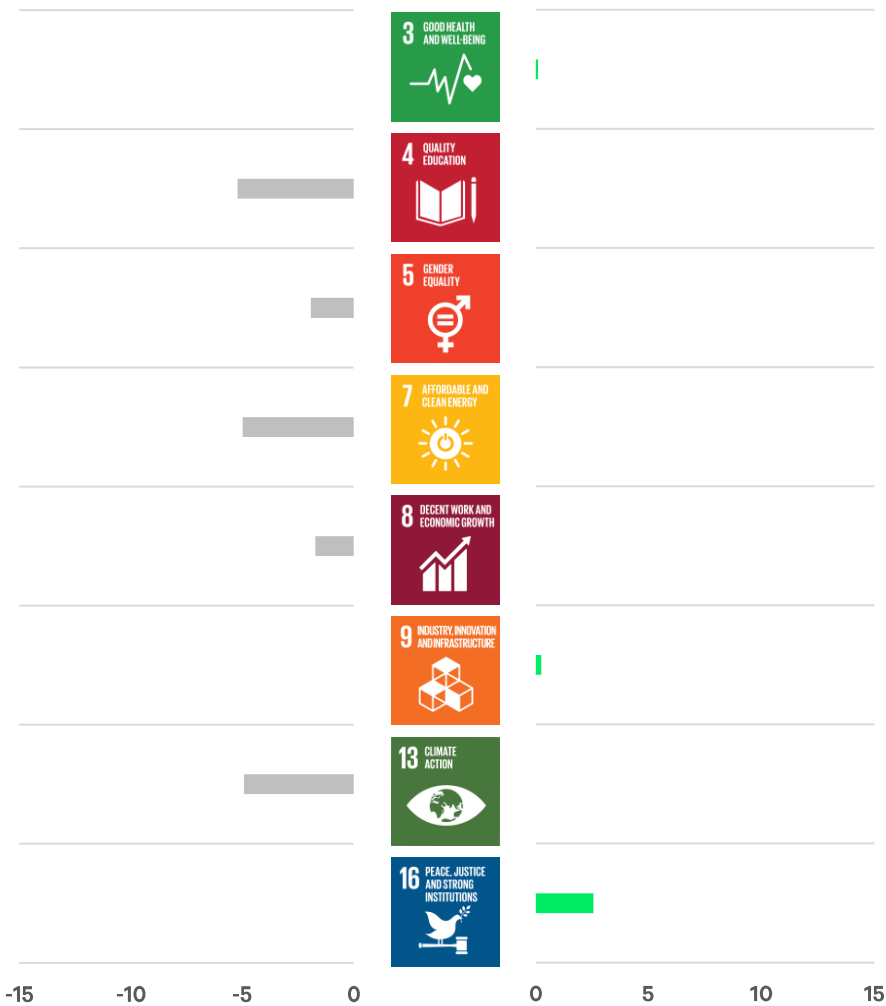 3 GOOD HEALTH
AND WELL-BEING
4 QUALITY
EDUCATION
5 GENDER
EQUALITY
7 AFFORDABLE AND
CLEAN ENERGY
8 DECENT WORK AND
ECONOMIC GROWTH
9 INDUSTRY, INNOVATION
AND INFRASTRUCTURE
13 CLIMATE
ACTION
16 PEACE, JUSTICE
AND STRONG
INSTITUTIONS
-15 -10 -5 0 0 5 10 15